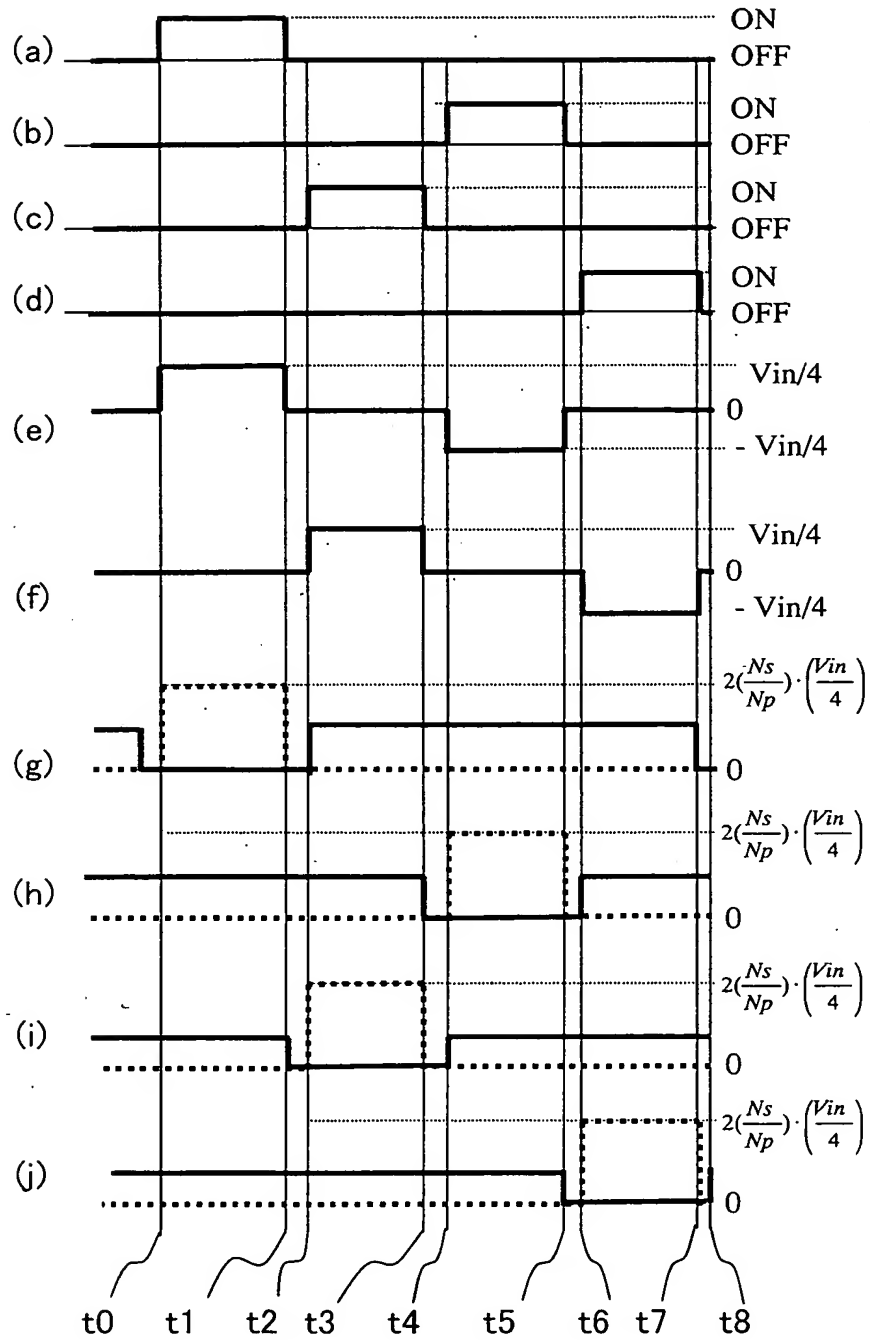 ON
(a) OFF
ON
(b) OFF
ON
(c) OFF
ON
(d) OFF
Vin/4
0
(e) - Vin/4
Vin/4
0
(f) - Vin/4
2(Ns/Np)·(Vin/4)
(g) 0
2(Ns/Np)·(Vin/4)
(h) 0
2(Ns/Np)·(Vin/4)
(i) 0
2(Ns/Np)·(Vin/4)
(j) 0
t0 t1 t2 t3 t4 t5 t6 t7 t8